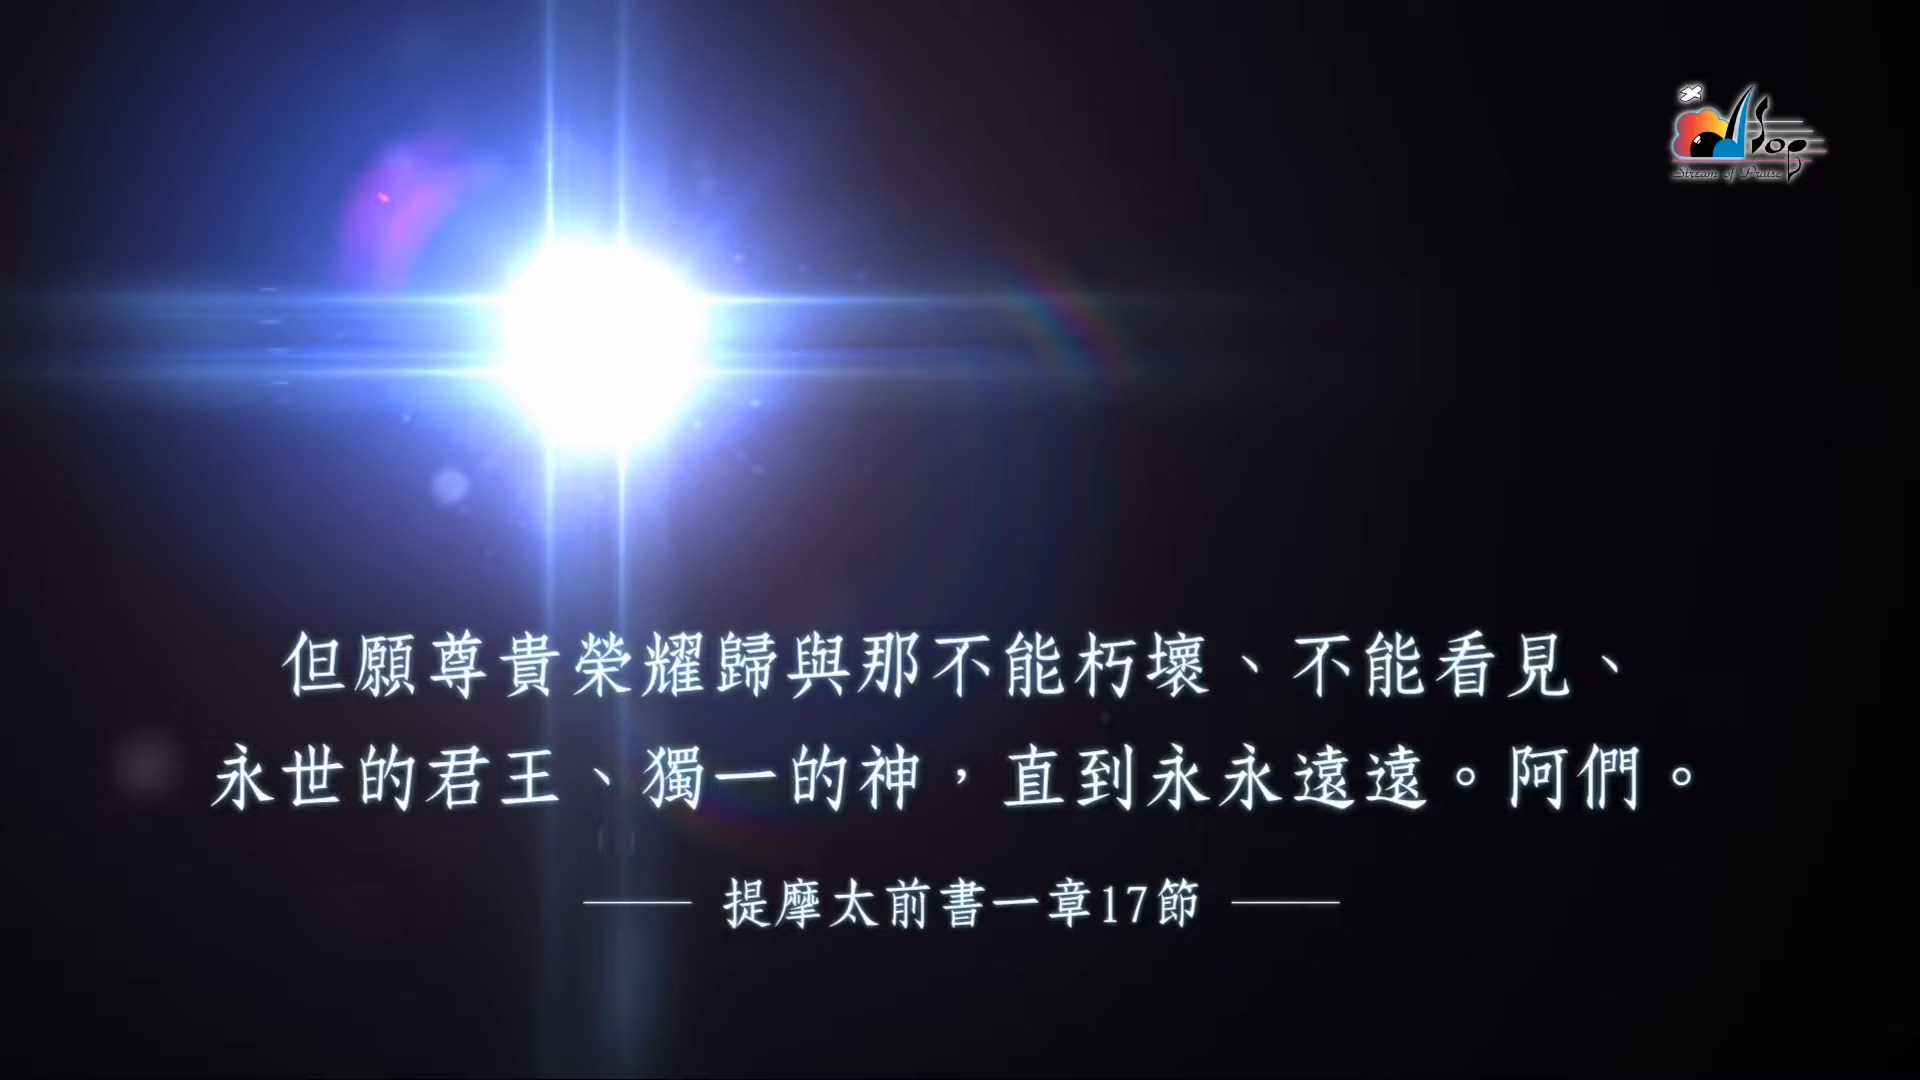 SOP
Stream of Praise
但願尊貴榮耀歸與那不能朽壞、不能看見、
永世的君王、獨一的神，直到永永遠遠。阿們。
提摩太前書一章17節